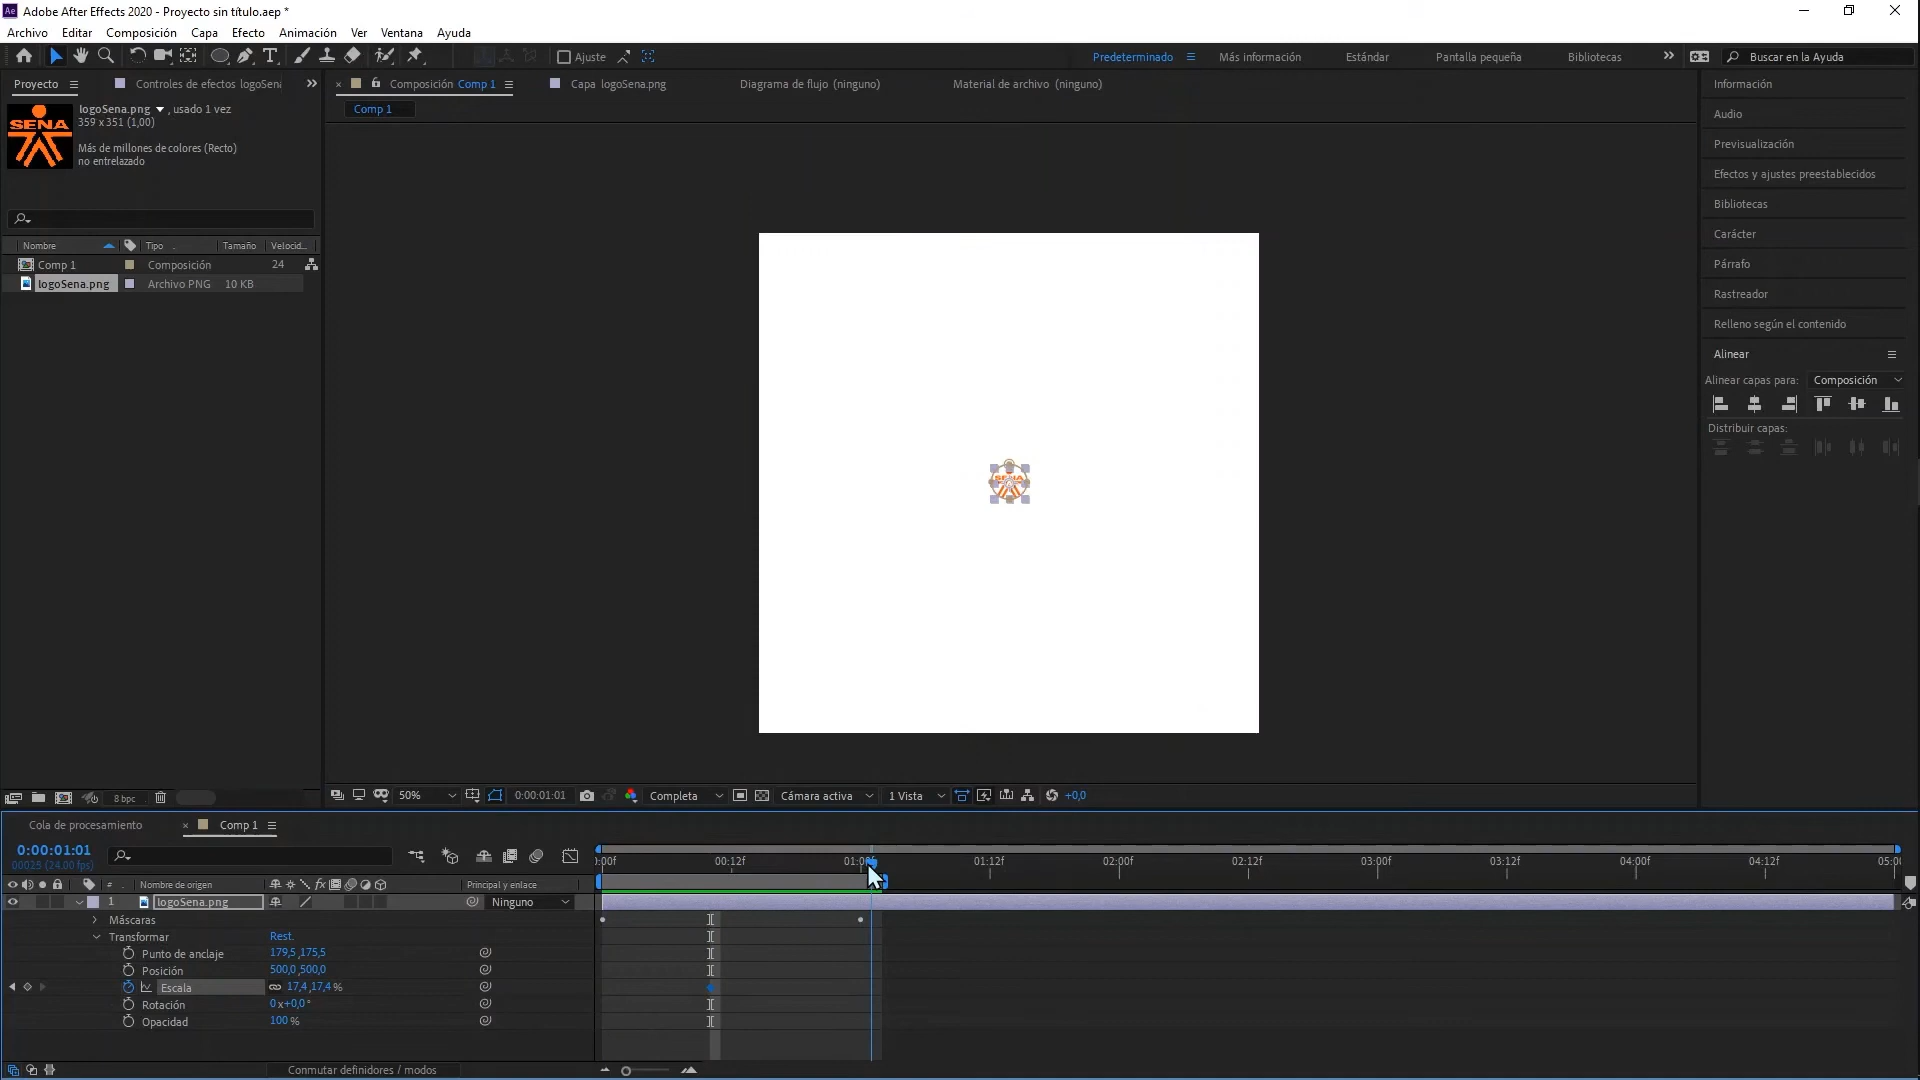 Ae Adobe After Effects 2020 - Proyecto sin título.aep *
Archivo Editar Composición Capa Efecto Animación Ver Ventana Ayuda
Ajuste Predeterminado Más información Estándar Pantalla pequeña Bibliotecas Buscar en la Ayuda
Proyecto Controles de efectos logoSena Composición Comp 1 Capa logoSena.png Diagrama de flujo (ninguno) Material de archivo (ninguno) Información
logoSena.png , usado 1 vez Comp 1
359 x 351 (1,00) Audio
SENA
Más de millones de colores (Recto) Previsualización
no entrelazado
Efectos y ajustes preestablecidos
Bibliotecas
Carácter
Nombre Tipo Tamaño Velocid...
Comp 1 Composición 24 Párrafo
logoSena.png Archivo PNG 10 KB Rastreador
Relleno según el contenido
Alinear
Alinear capas para: Composición
Distribuir capas:
SENA
8 bpc 50% 0:00:01:01 Completa Cámara activa 1 Vista +0,0
Cola de procesamiento Comp 1
0:00:01:01
00025 (24.00 fps) ):00f 00:12f 01:00f 01:12f 02:00f 02:12f 03:00f 03:12f 04:00f 04:12f 05:0
# Nombre de origen fx Principal y enlace
1 logoSena.png Ninguno
Máscaras
Transformar Rest.
Punto de anclaje 179,5 ,175,5
Posición 500,0 ,500,0
Escala 17,4 ,17,4 %
Rotación 0 x+0,0 °
Opacidad 100 %
Conmutar definidores / modos